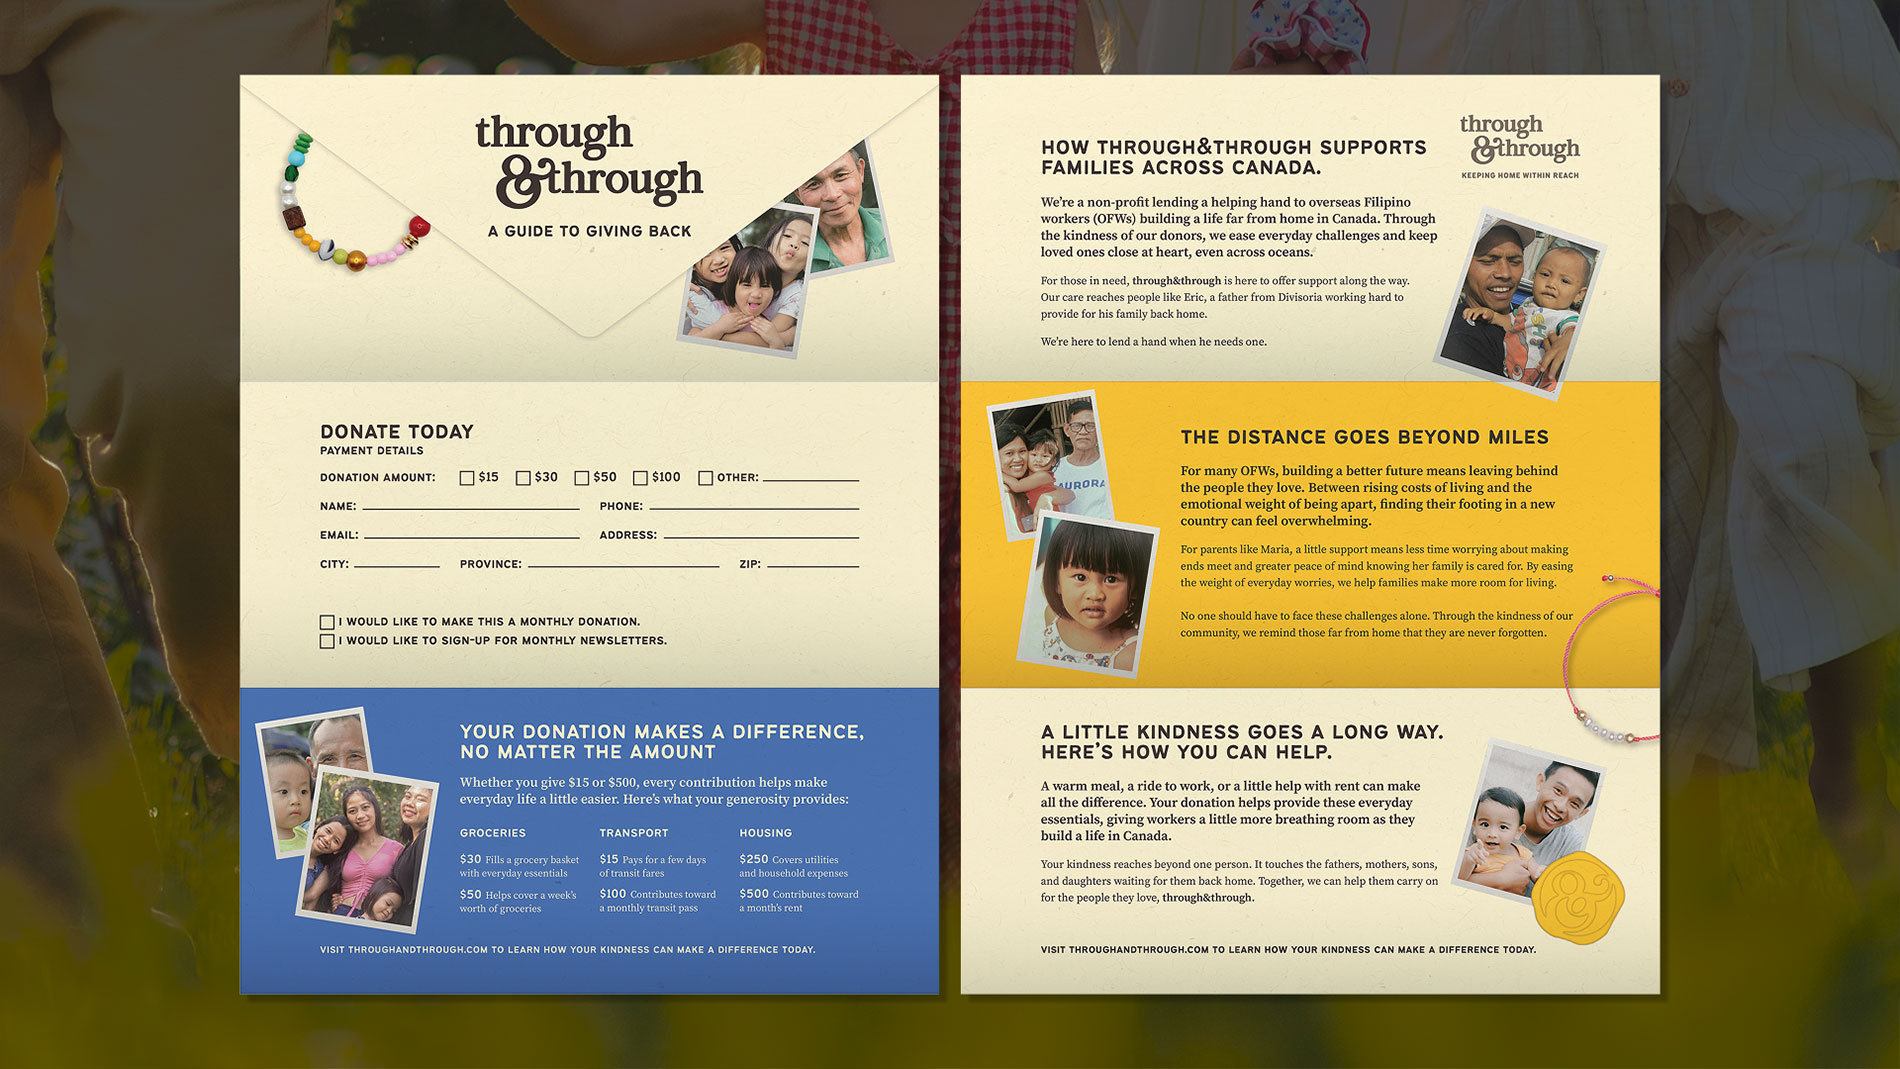 through
&through
A GUIDE TO GIVING BACK
DONATE TODAY
PAYMENT DETAILS
DONATION AMOUNT: $15 $30 $50 $100 OTHER:
NAME: PHONE:
EMAIL: ADDRESS:
CITY: PROVINCE: ZIP:
I WOULD LIKE TO MAKE THIS A MONTHLY DONATION.
I WOULD LIKE TO SIGN-UP FOR MONTHLY NEWSLETTERS.
YOUR DONATION MAKES A DIFFERENCE,
NO MATTER THE AMOUNT
Whether you give $15 or $500, every contribution helps make
everyday life a little easier. Here's what your generosity provides:
GROCERIES
$30 Fills a grocery basket
with everyday essentials
$50 Helps cover a week's
worth of groceries
TRANSPORT
$15 Pays for a few days
of transit fares
$100 Contributes toward
a monthly transit pass
HOUSING
$250 Covers utilities
and household expenses
$500 Contributes toward
a month's rent
VISIT THROUGHANDTHROUGH.COM TO LEARN HOW YOUR KINDNESS CAN MAKE A DIFFERENCE TODAY.
HOW THROUGH&THROUGH SUPPORTS
FAMILIES ACROSS CANADA.
through
&through
KEEPING HOME WITHIN REACH
We're a non-profit lending a helping hand to overseas Filipino
workers (OFWs) building a life far from home in Canada. Through
the kindness of our donors, we ease everyday challenges and keep
loved ones close at heart, even across oceans.
For those in need, through&through is here to offer support along the way.
Our care reaches people like Eric, a father from Divisoria working hard to
provide for his family back home.
We're here to lend a hand when he needs one.
AURORA
THE DISTANCE GOES BEYOND MILES
For many OFWs, building a better future means leaving behind
the people they love. Between rising costs of living and the
emotional weight of being apart, finding their footing in a new
country can feel overwhelming.
For parents like Maria, a little support means less time worrying about making
ends meet and greater peace of mind knowing her family is cared for. By easing
the weight of everyday worries, we help families make more room for living.
No one should have to face these challenges alone. Through the kindness of our
community, we remind those far from home that they are never forgotten.
A LITTLE KINDNESS GOES A LONG WAY.
HERE'S HOW YOU CAN HELP.
A warm meal, a ride to work, or a little help with rent can make
all the difference. Your donation helps provide these everyday
essentials, giving workers a little more breathing room as they
build a life in Canada.
Your kindness reaches beyond one person. It touches the fathers, mothers, sons,
and daughters waiting for them back home. Together, we can help them carry on
for the people they love, through&through.
&
VISIT THROUGHANDTHROUGH.COM TO LEARN HOW YOUR KINDNESS CAN MAKE A DIFFERENCE TODAY.